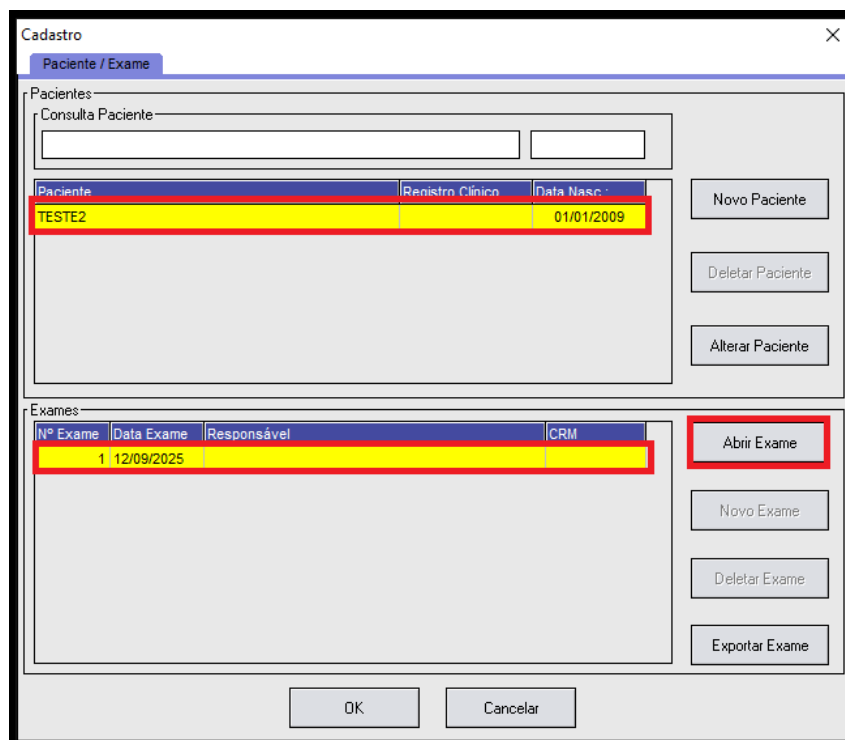 Cadastro
Paciente / Exame
Pacientes
Consulta Paciente
Paciente Registro Clínico Data Nasc.:
TESTE2 01/01/2009
Novo Paciente
Deletar Paciente
Alterar Paciente
Exames
Nº Exame Data Exame Responsável CRM
1 12/09/2025
Abrir Exame
Novo Exame
Deletar Exame
Exportar Exame
OK Cancelar